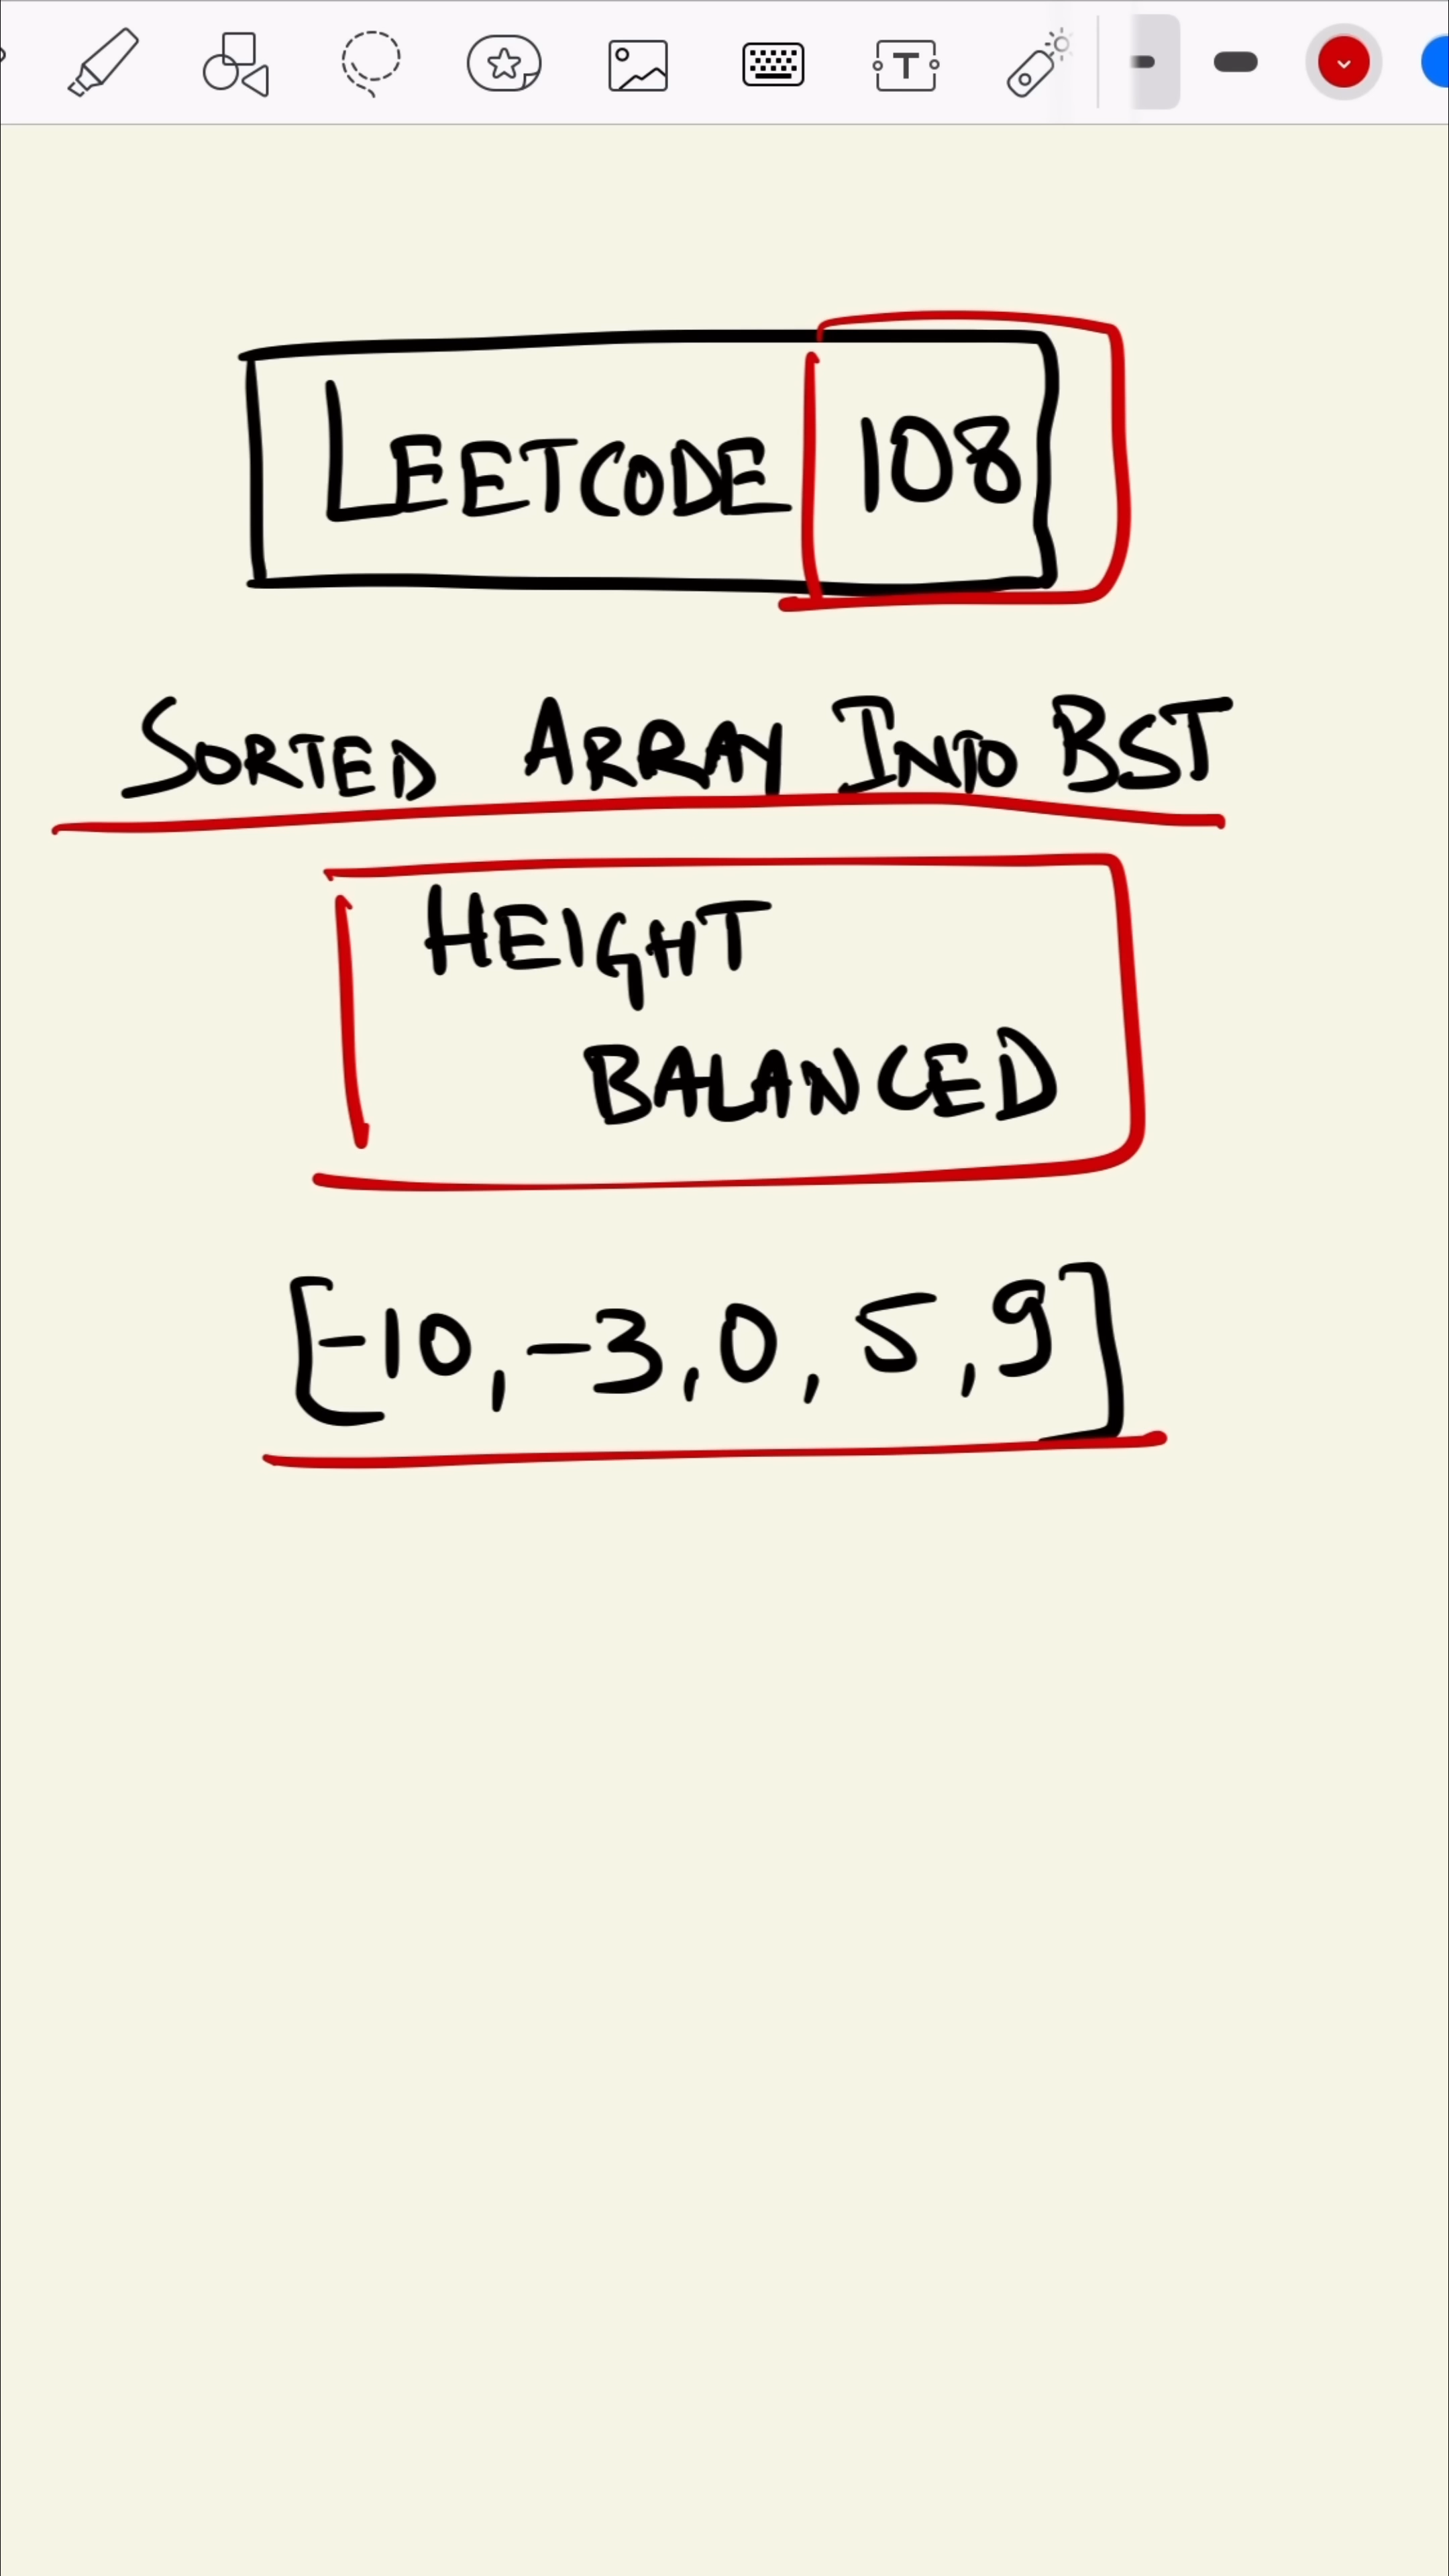 LEETCODE 108
SORTED ARRAY INTO BST
HEIGHT
BALANCED
[-10,-3,0,5,9]